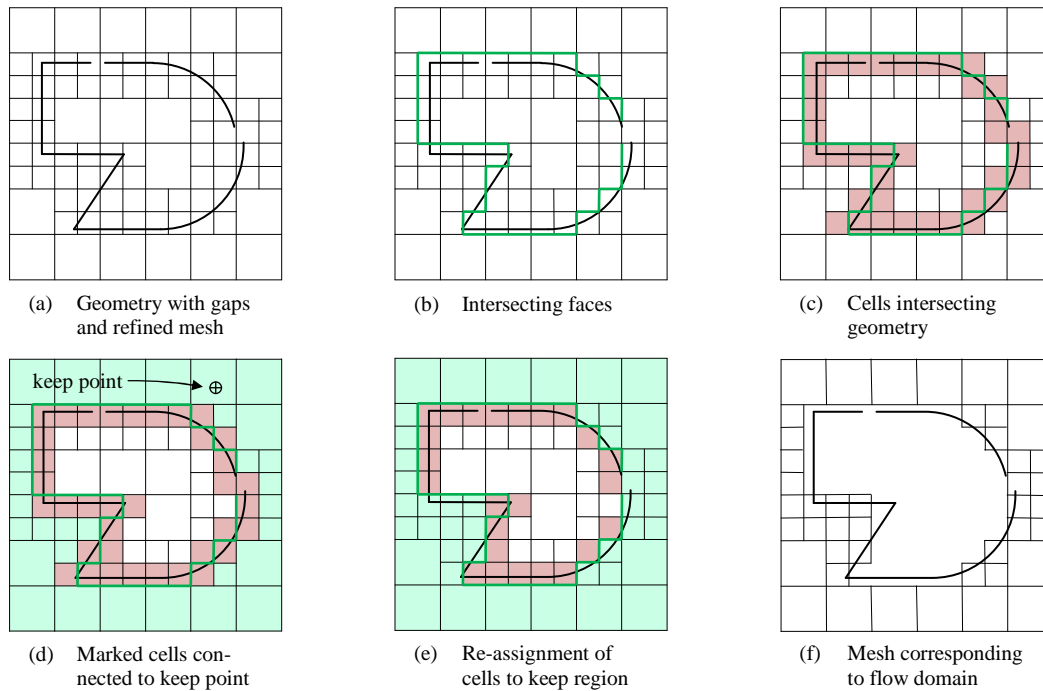 (a) Geometry with gaps
and refined mesh
(b) Intersecting faces
(c) Cells intersecting
geometry
keep point
(d) Marked cells con-
nected to keep point
(e) Re-assignment of
cells to keep region
(f) Mesh corresponding
to flow domain